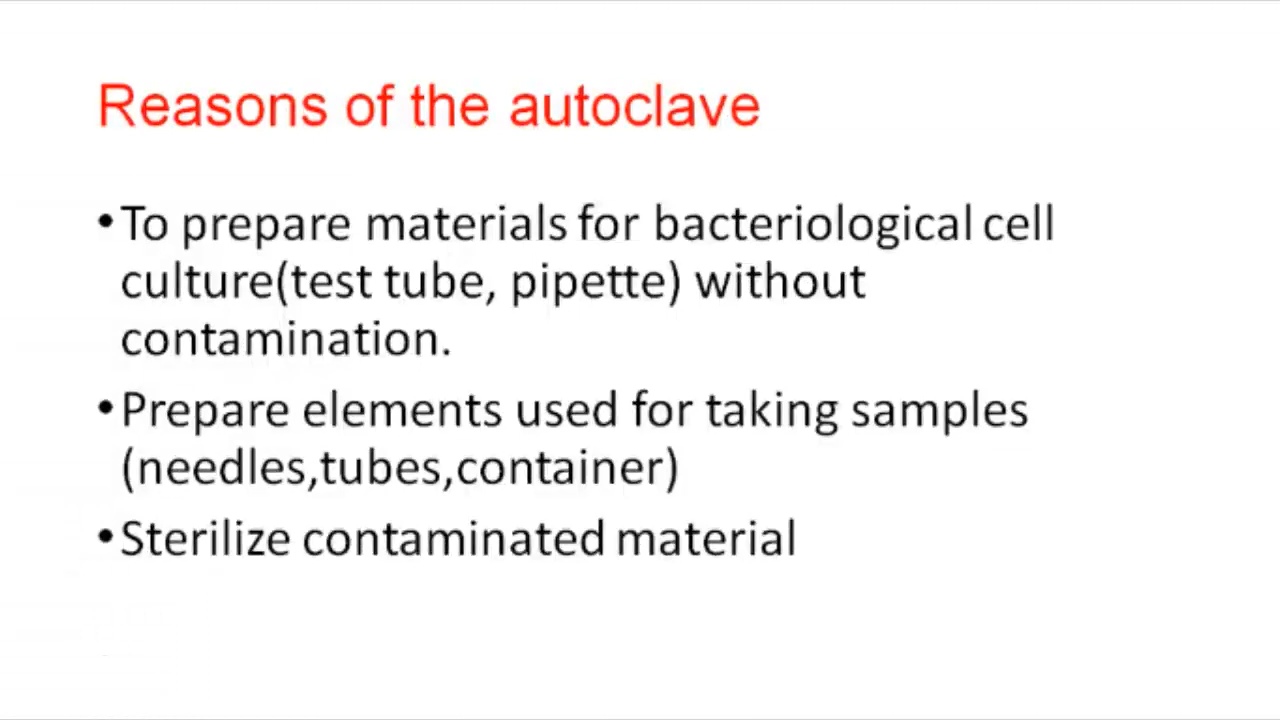 Reasons of the autoclave
•To prepare materials for bacteriological cell
culture(test tube, pipette) without
contamination.
•Prepare elements used for taking samples
(needles,tubes,container)
•Sterilize contaminated material